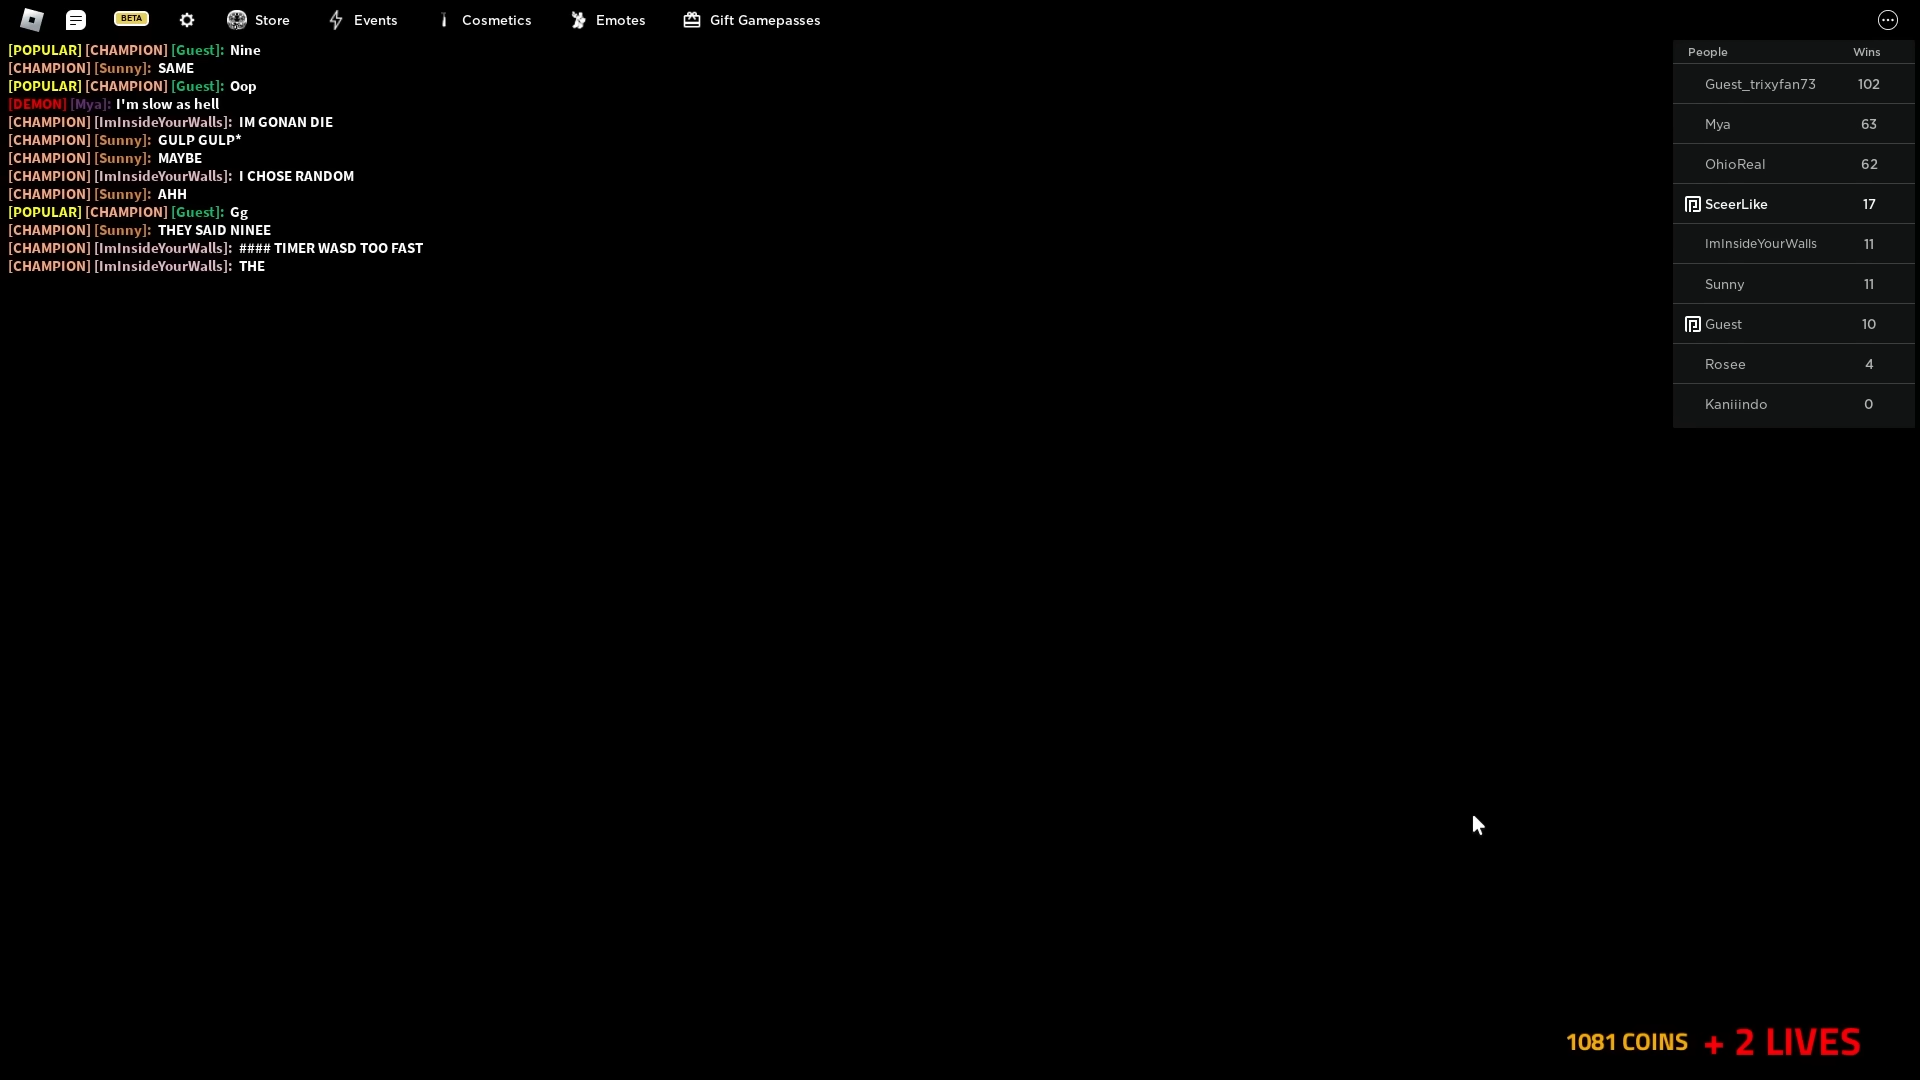 BETA Store Events Cosmetics Emotes Gift Gamepasses
[POPULAR] [CHAMPION] [Guest]: Nine
[CHAMPION] [Sunny]: SAME
[POPULAR] [CHAMPION] [Guest]: Oop
[DEMON] [Mya]: I'm slow as hell
[CHAMPION] [ImInsideYourWalls]: IM GONAN DIE
[CHAMPION] [Sunny]: GULP GULP*
[CHAMPION] [Sunny]: MAYBE
[CHAMPION] [ImInsideYourWalls]: I CHOSE RANDOM
[CHAMPION] [Sunny]: AHH
[POPULAR] [CHAMPION] [Guest]: Gg
[CHAMPION] [Sunny]: THEY SAID NINEE
[CHAMPION] [ImInsideYourWalls]: #### TIMER WASD TOO FAST
[CHAMPION] [ImInsideYourWalls]: THE
People Wins
Guest_trixyfan73 102
Mya 63
OhioReal 62
SceerLike 17
ImInsideYourWalls 11
Sunny 11
Guest 10
Rosee 4
Kaniiindo 0
1081 COINS + 2 LIVES